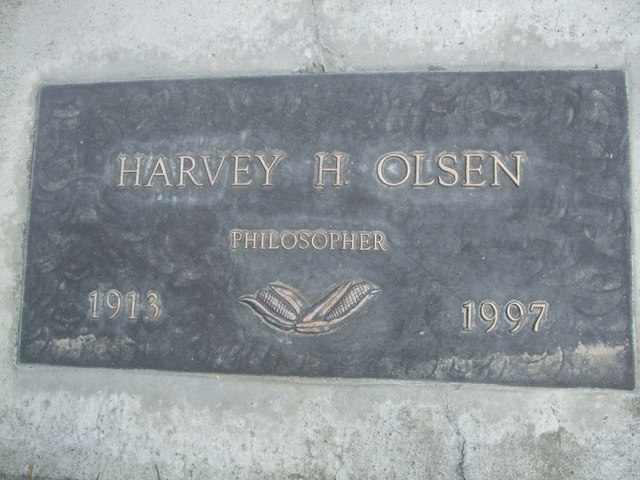 HARVEY H. OLSEN
PHILOSOPHER
1913 1997